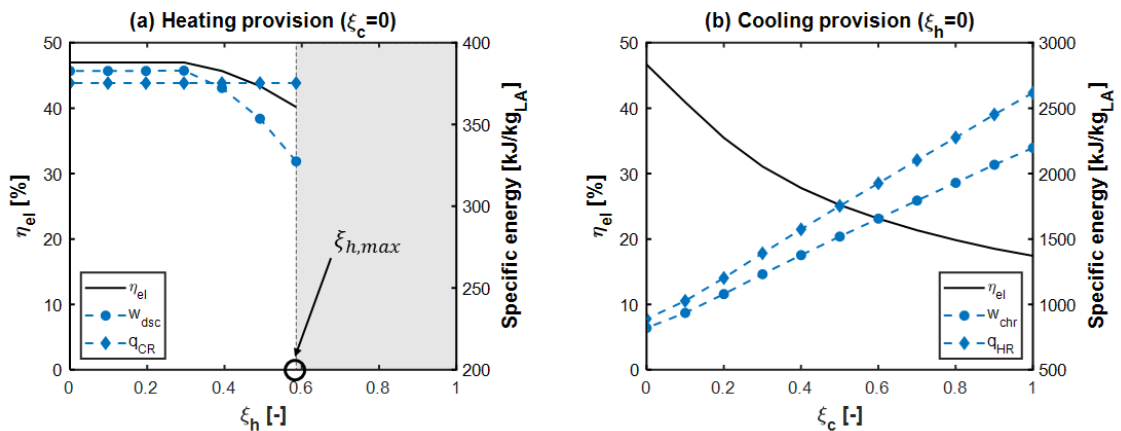 (a) Heating provision (ξc=0)
50
40
30
20
10
0
ηel [%]
400
350
300
250
200
Specific energy [kJ/kgLA]
ξh,max
ηel
wdsc
qCR
0 0.2 0.4 0.6 0.8 1
ξh [-]
(b) Cooling provision (ξh=0)
50
40
30
20
10
0
ηel [%]
3000
2500
2000
1500
1000
500
Specific energy [kJ/kgLA]
ηel
wchr
qHR
0 0.2 0.4 0.6 0.8 1
ξc [-]